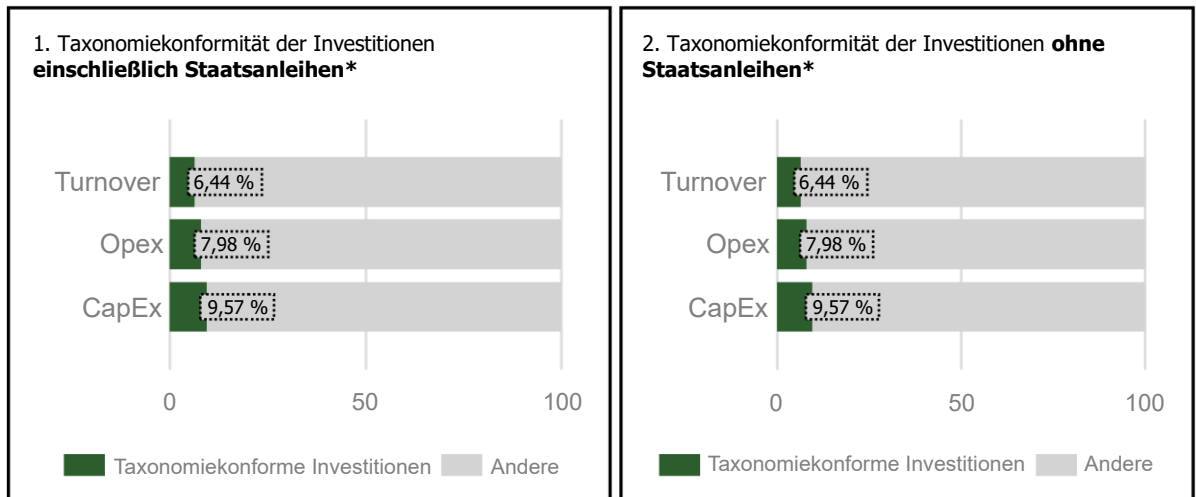 1. Taxonomiekonformität der Investitionen
einschließlich Staatsanleihen*
Turnover
6,44 %
Opex
7,98 %
CapEx
9,57 %
0 50 100
Taxonomiekonforme Investitionen Andere
2. Taxonomiekonformität der Investitionen ohne
Staatsanleihen*
Turnover
6,44 %
Opex
7,98 %
CapEx
9,57 %
0 50 100
Taxonomiekonforme Investitionen Andere